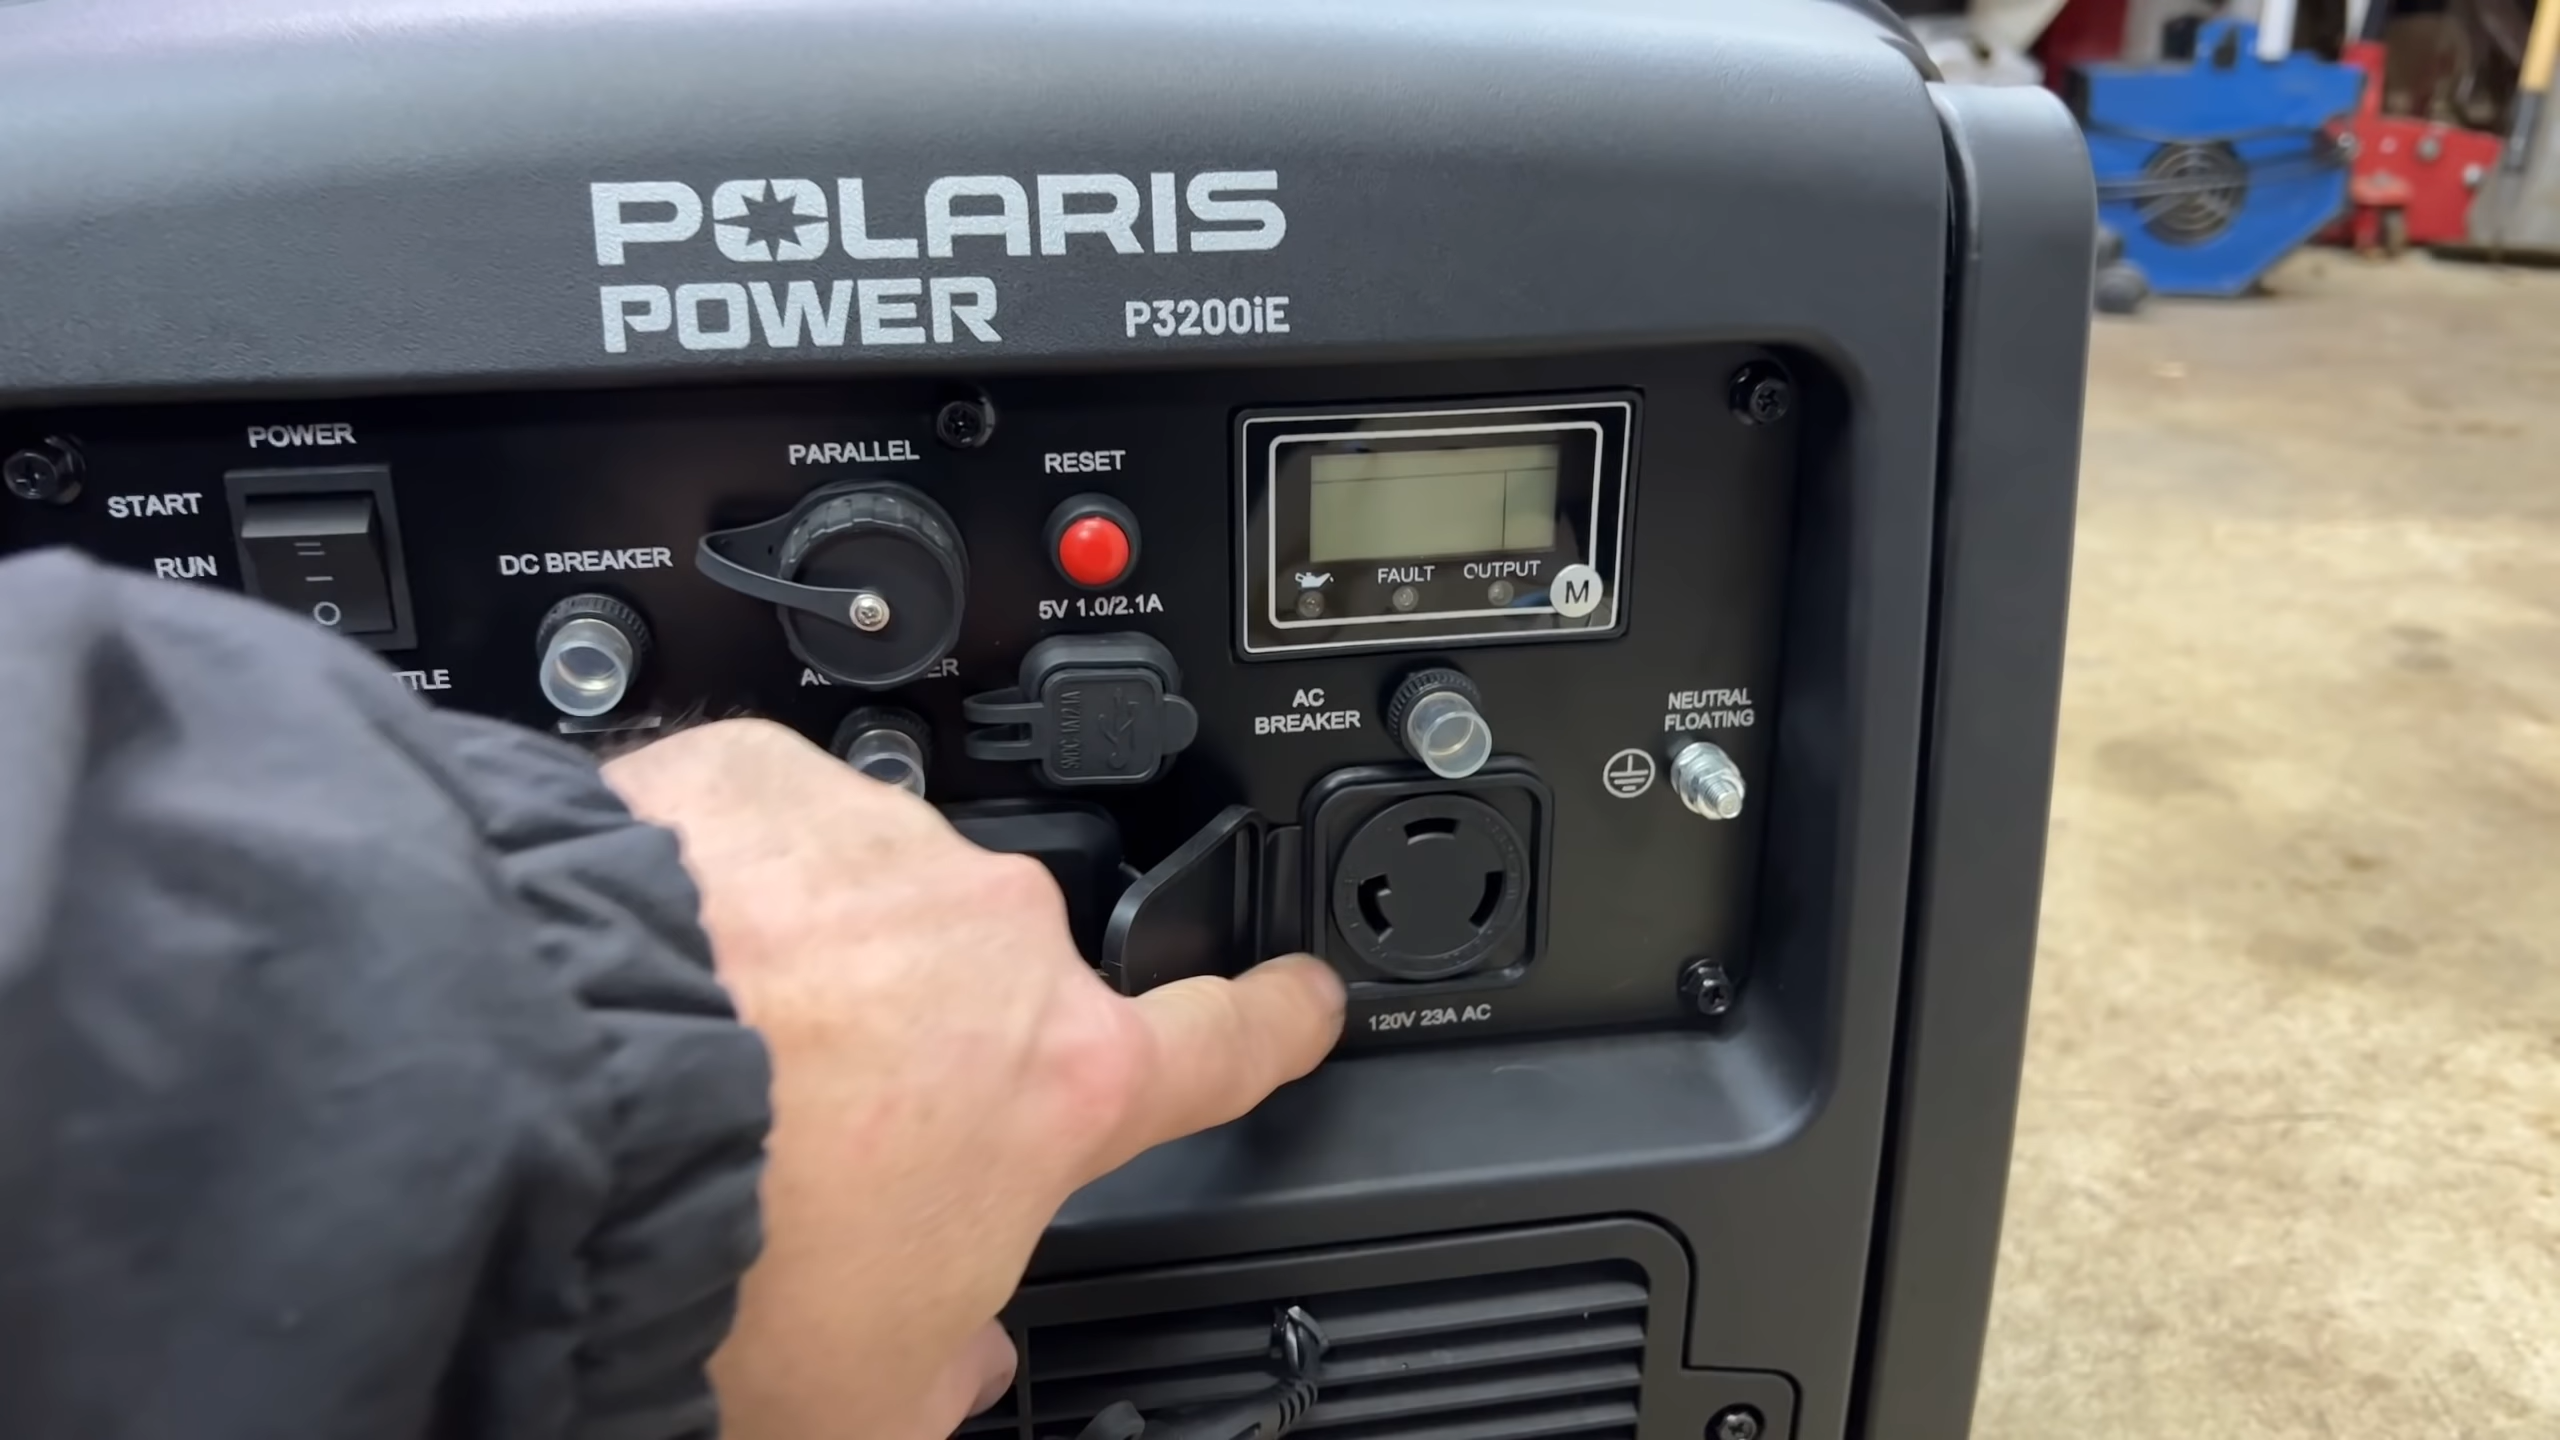 POLARIS
POWER
P3200iE
POWER
START
RUN
DC BREAKER
PARALLEL
RESET
5V 1.0/2.1A
FAULT
OUTPUT
M
AC
BREAKER
NEUTRAL
FLOATING
120V 23A AC